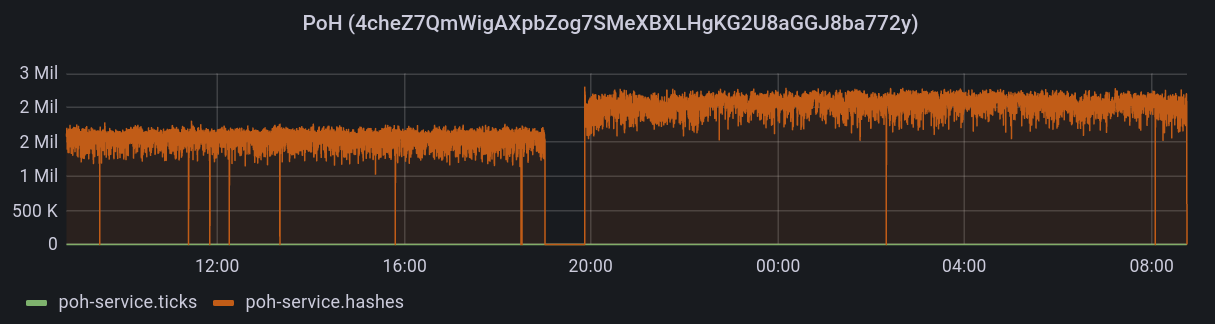 PoH (4cheZ7QmWigAXpbZog7SMeXBXLHgKG2U8aGGJ8ba772y)
3 Mil
2 Mil
2 Mil
1 Mil
500 K
0
12:00 16:00 20:00 00:00 04:00 08:00
poh-service.ticks poh-service.hashes